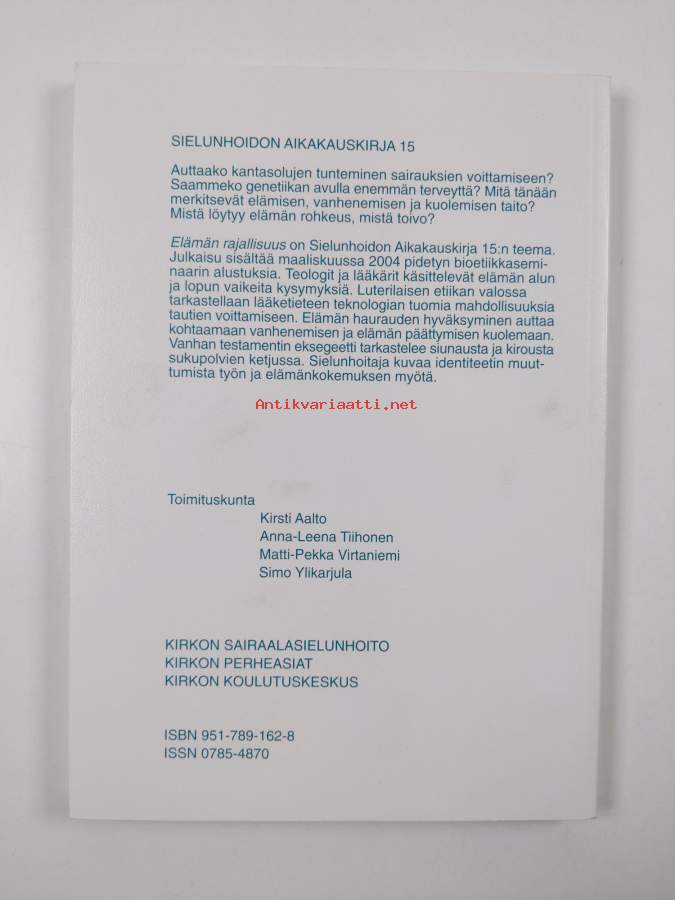 SIELUNHOIDON AIKAKAUSKIRJA 15
Auttaako kantasolujen tunteminen sairauksien voittamiseen?
Saammeko genetiikan avulla enemmän terveyttä? Mitä tänään
merkitsevät elämisen, vanhenemisen ja kuolemisen taito?
Mistä löytyy elämän rohkeus, mistä toivo?
Elämän rajallisuus on Sielunhoidon Aikakauskirja 15:n teema.
Julkaisu sisältää maaliskuussa 2004 pidetyn bioetiikkasemi-
naarin alustuksia. Teologit ja lääkärit käsittelevät elämän alun
ja lopun vaikeita kysymyksiä. Luterilaisen etiikan valossa
tarkastellaan lääketieteen teknologian tuomia mahdollisuuksia
tautien voittamiseen. Elämän haurauden hyväksyminen auttaa
kohtaamaan vanhenemisen ja elämän päättymisen kuolemaan.
Vanhan testamentin eksegeetti tarkastelee siunausta ja kirousta
sukupolvien ketjussa. Sielunhoitaja kuvaa identiteetin muut-
tumista työn ja elämänkokemuksen myötä.
Antikvariaatti.net
Toimituskunta
Kirsti Aalto
Anna-Leena Tiihonen
Matti-Pekka Virtaniemi
Simo Ylikarjula
KIRKON SAIRAALASIELUNHOITO
KIRKON PERHEASIAT
KIRKON KOULUTUSKESKUS
ISBN 951-789-162-8
ISSN 0785-4870